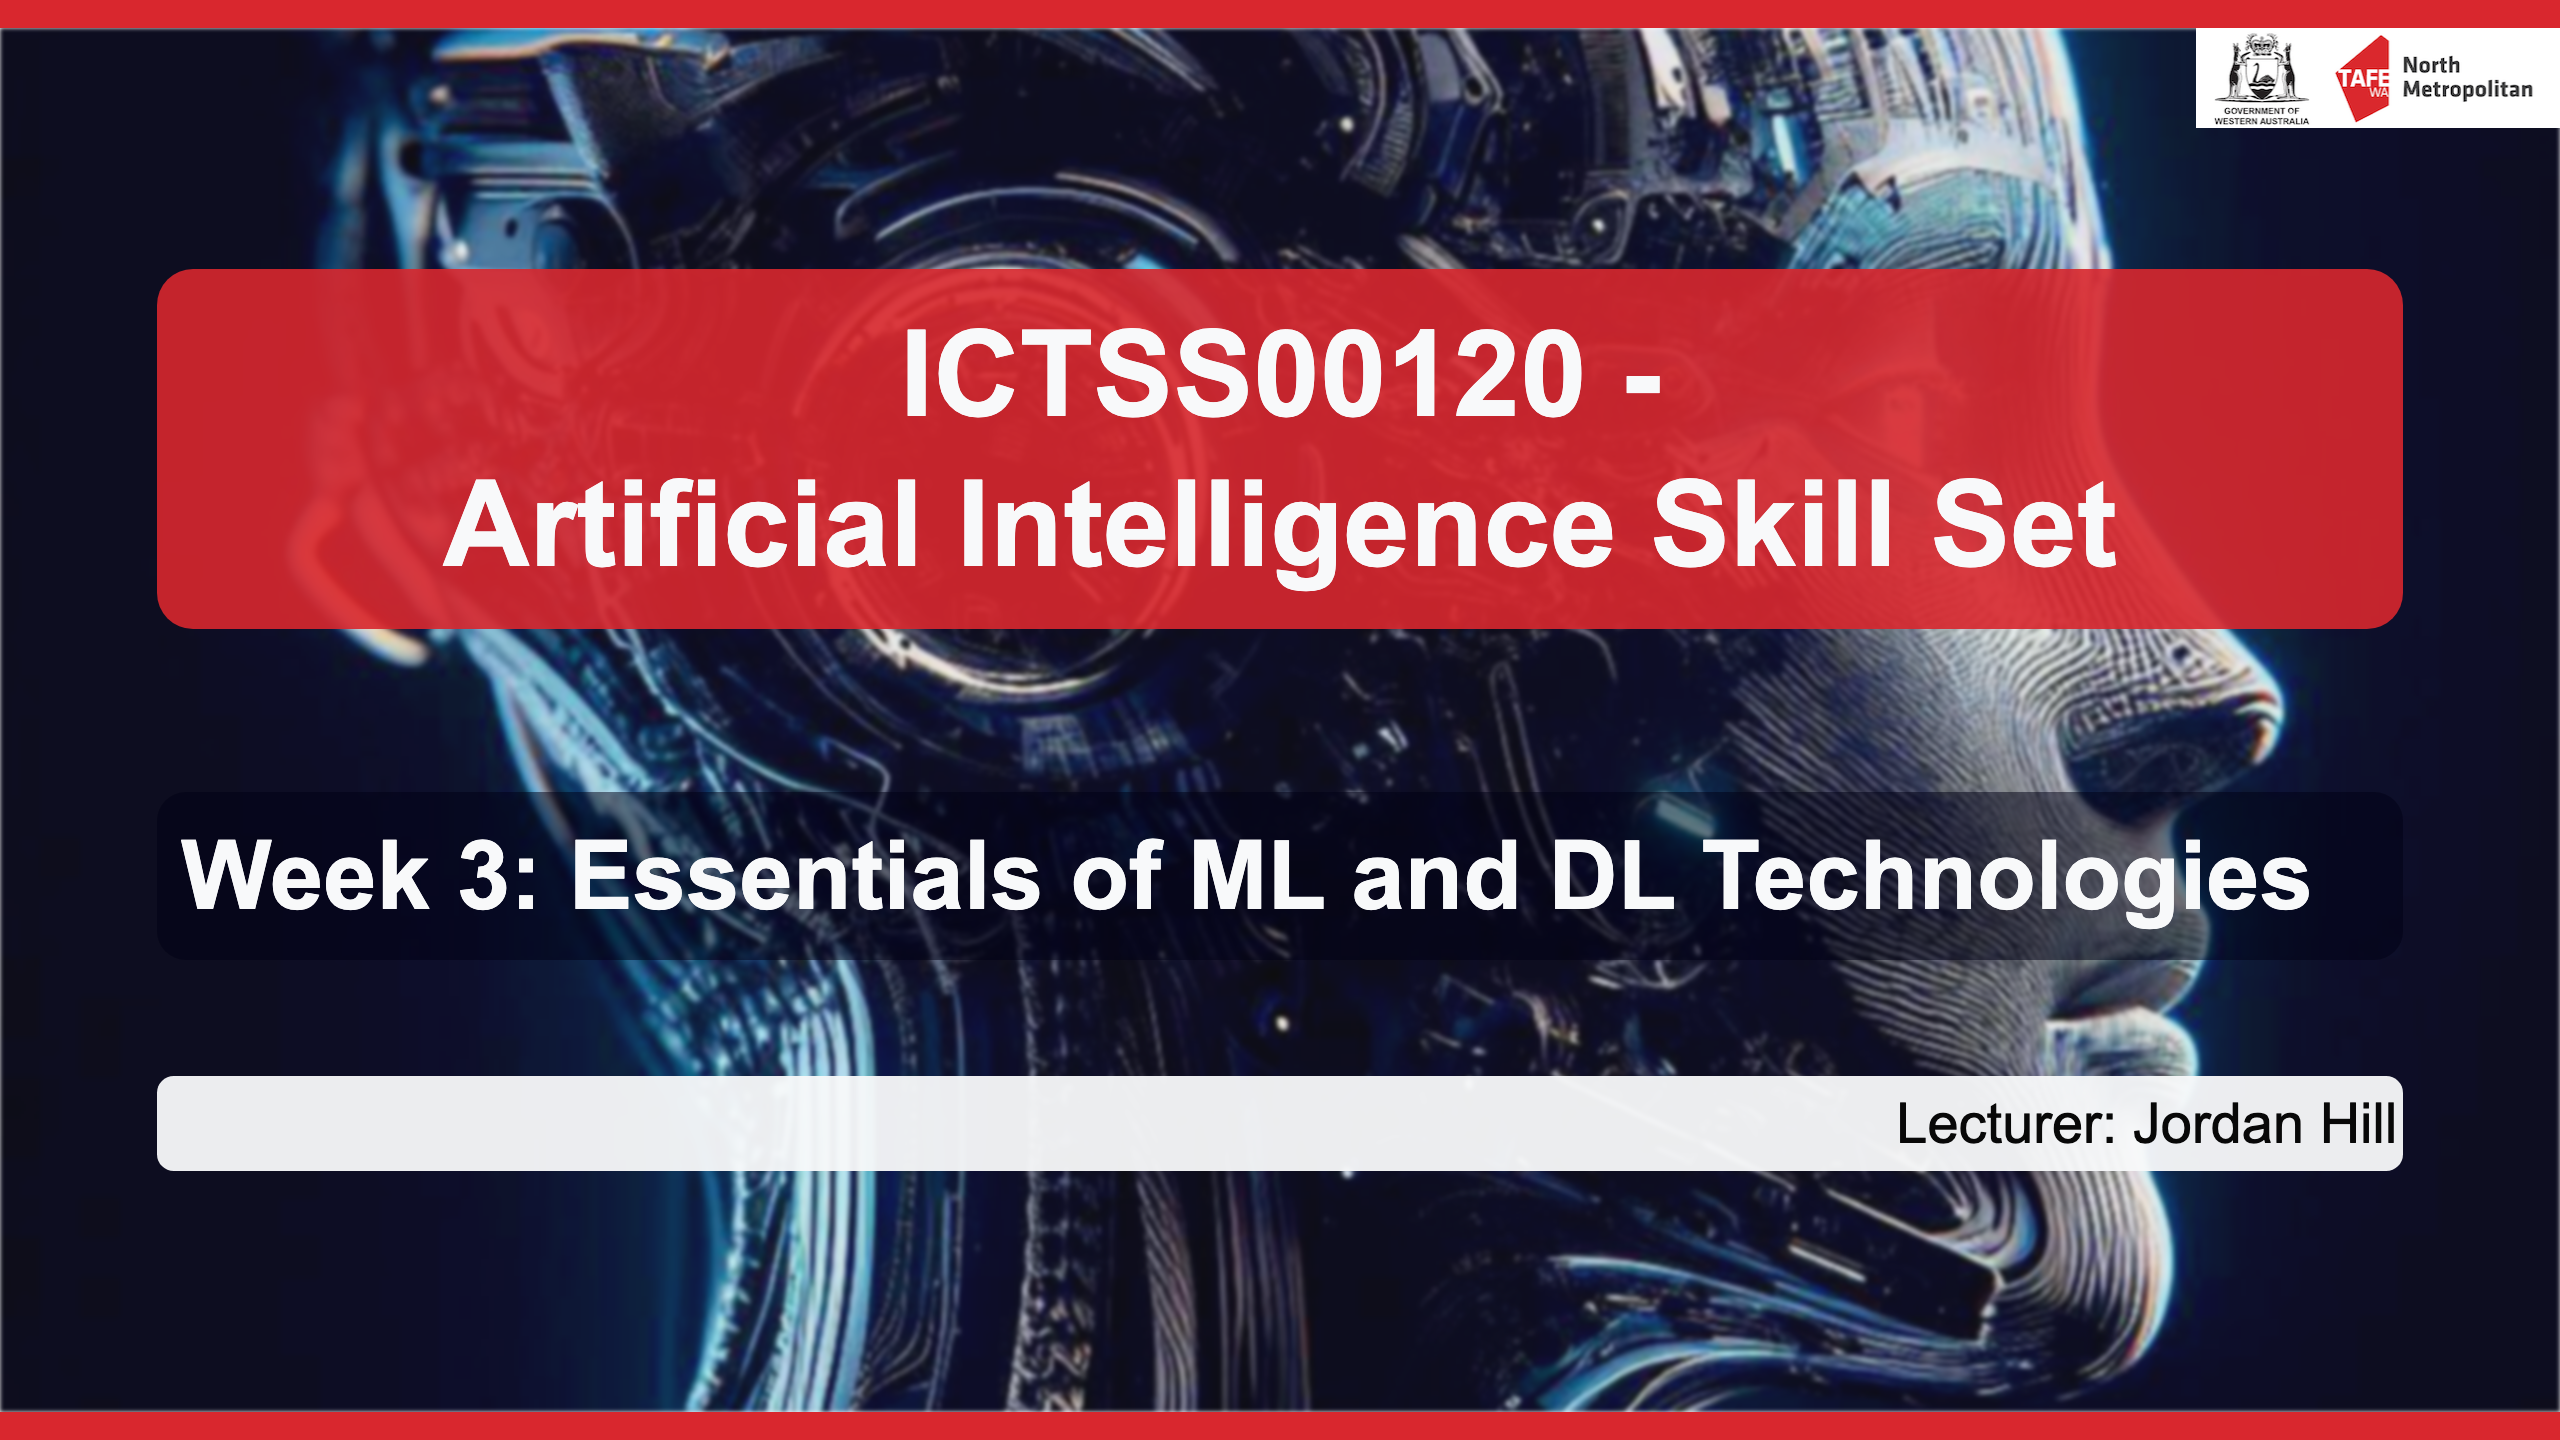 GOVERNMENT OF
WESTERN AUSTRALIA
TAFE
WA
North
Metropolitan
ICTSS00120 -
Artificial Intelligence Skill Set
Week 3: Essentials of ML and DL Technologies
Lecturer: Jordan Hill